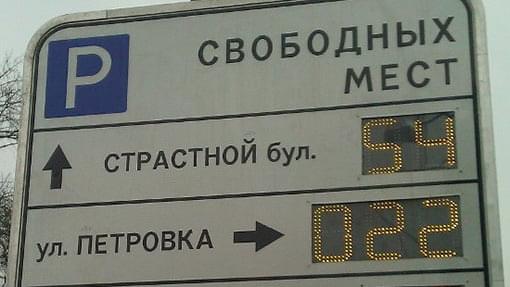 P СВОБОДНЫХ
МЕСТ
СТРАСТНОЙ бул. 54
ул. ПЕТРОВКА 022